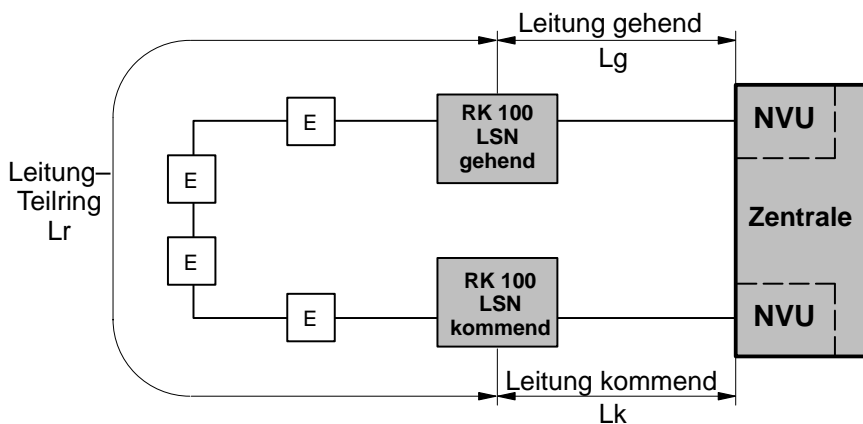 Leitung gehend
Lg
RK 100
LSN
gehend
NVU
E
Leitung–
Teilring
Lr
E
Zentrale
E
RK 100
LSN
kommend
E
NVU
Leitung kommend
Lk